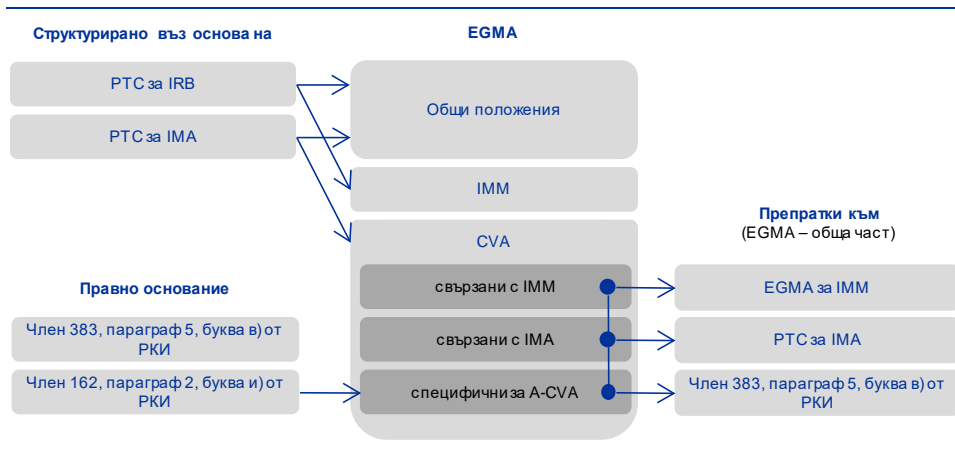 Структурирано въз основа на
EGMA
РТС за IRB
РТС за IMA
Общи положения
IMM
CVA
свързани с IMM
свързани с IMA
специфични за A-CVA
Правно основание
Член 383, параграф 5, буква в) от
РКИ
Член 162, параграф 2, буква и) от
РКИ
Препратки към
(EGMA – обща част)
EGMA за IMM
РТС за IMA
Член 383, параграф 5, буква в) от
РКИ